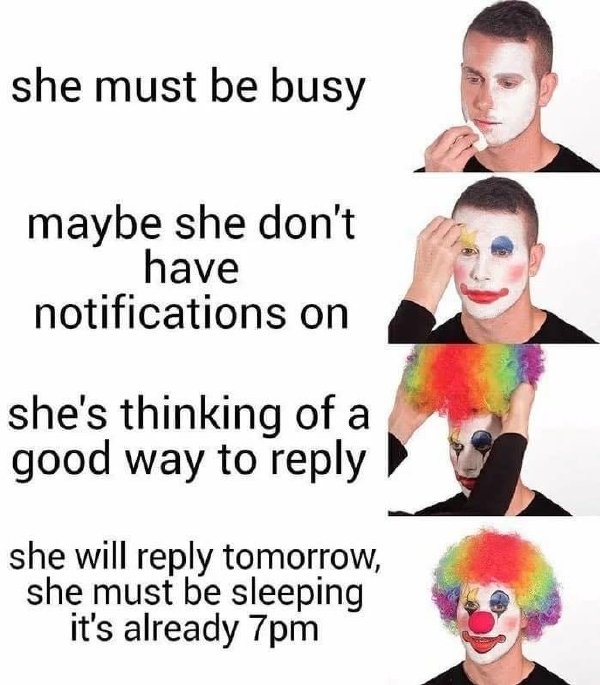 she must be busy
maybe she don't
have
notifications on
she's thinking of a
good way to reply
she will reply tomorrow,
she must be sleeping
it's already 7pm